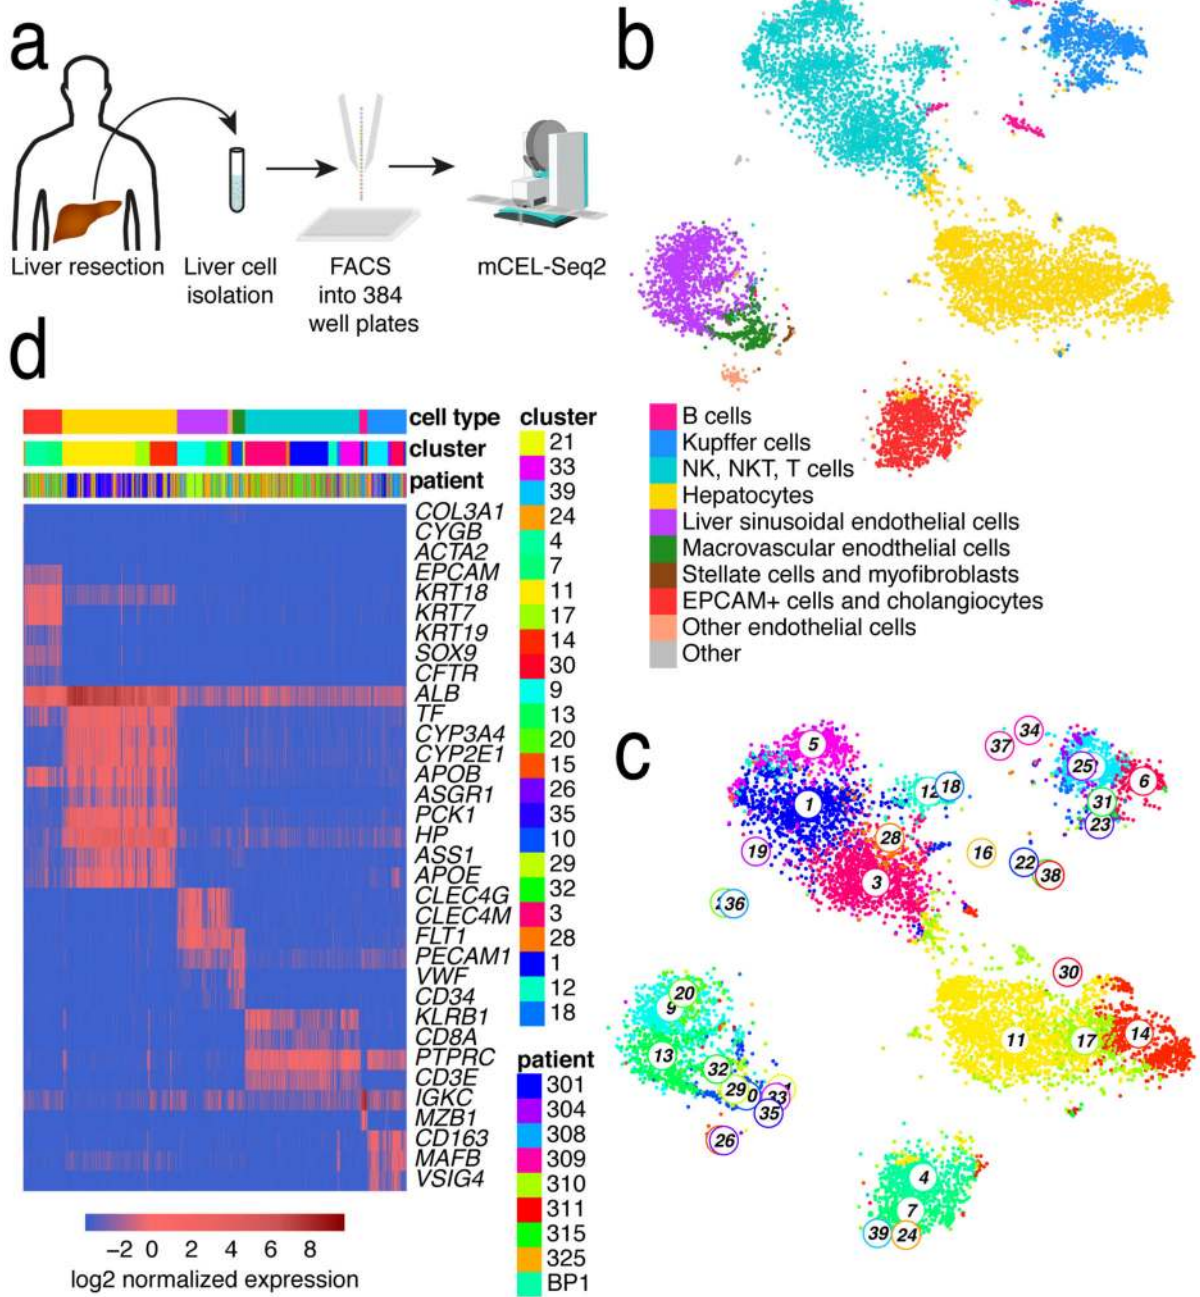 a
Liver resection
Liver cell
isolation
FACS
into 384
well plates
mCEL-Seq2
b
B cells
Kupffer cells
NK, NKT, T cells
Hepatocytes
Liver sinusoidal endothelial cells
Macrovascular enodthelial cells
Stellate cells and myofibroblasts
EPCAM+ cells and cholangiocytes
Other endothelial cells
Other
d
cell type
cluster
patient
COL3A1
CYGB
ACTA2
EPCAM
KRT18
KRT7
KRT19
SOX9
CFTR
ALB
TF
CYP3A4
CYP2E1
APOB
ASGR1
PCK1
HP
ASS1
APOE
CLEC4G
CLEC4M
FLT1
PECAM1
VWF
CD34
KLRB1
CD8A
PTPRC
CD3E
IGKC
MZB1
CD163
MAFB
VSIG4
−2 0 2 4 6 8
log2 normalized expression
cluster
21
33
39
24
4
7
11
17
14
30
9
13
20
15
26
35
10
29
32
3
28
1
12
18
patient
301
304
308
309
310
311
315
325
BP1
c
5
34
37
25
6
1
12
18
31
23
28
19
16
22
38
3
36
30
20
9
11
17
14
13
32
29
33
35
26
4
7
39
24